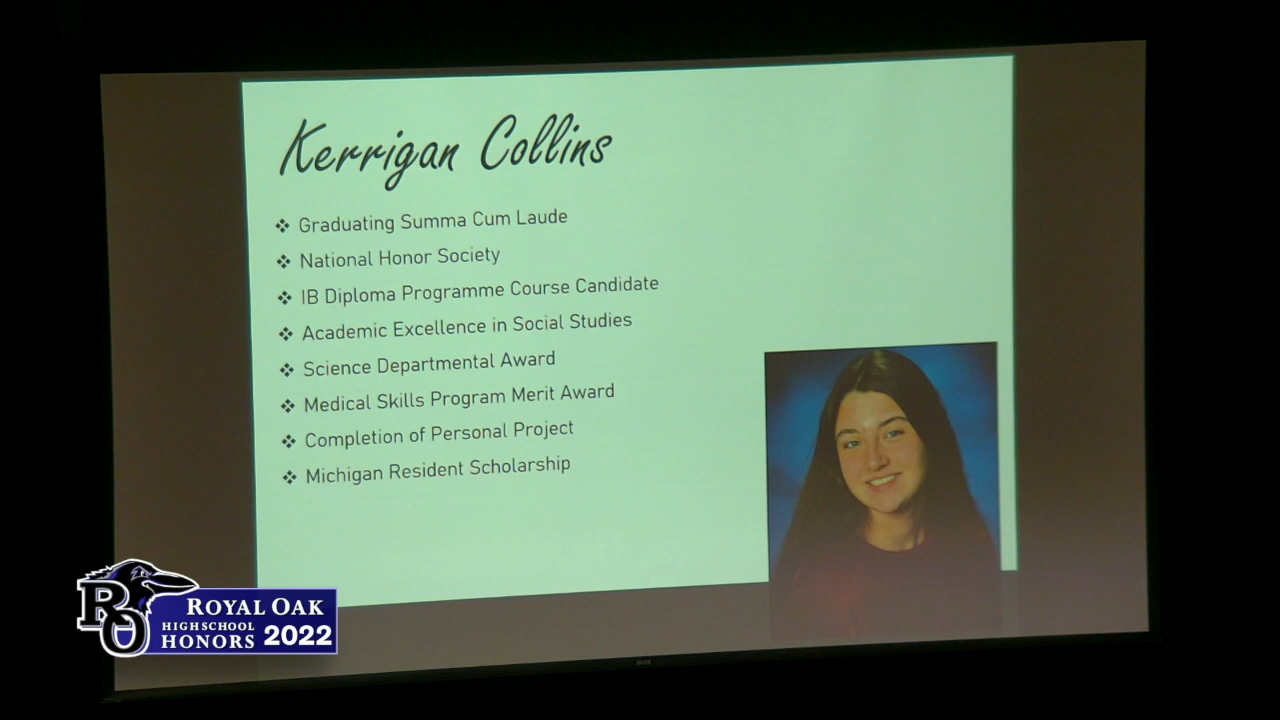 Kerrigan Collins
❖ Graduating Summa Cum Laude
❖ National Honor Society
❖ IB Diploma Programme Course Candidate
❖ Academic Excellence in Social Studies
❖ Science Departmental Award
❖ Medical Skills Program Merit Award
❖ Completion of Personal Project
❖ Michigan Resident Scholarship
RO
ROYAL OAK
HIGH SCHOOL
HONORS 2022